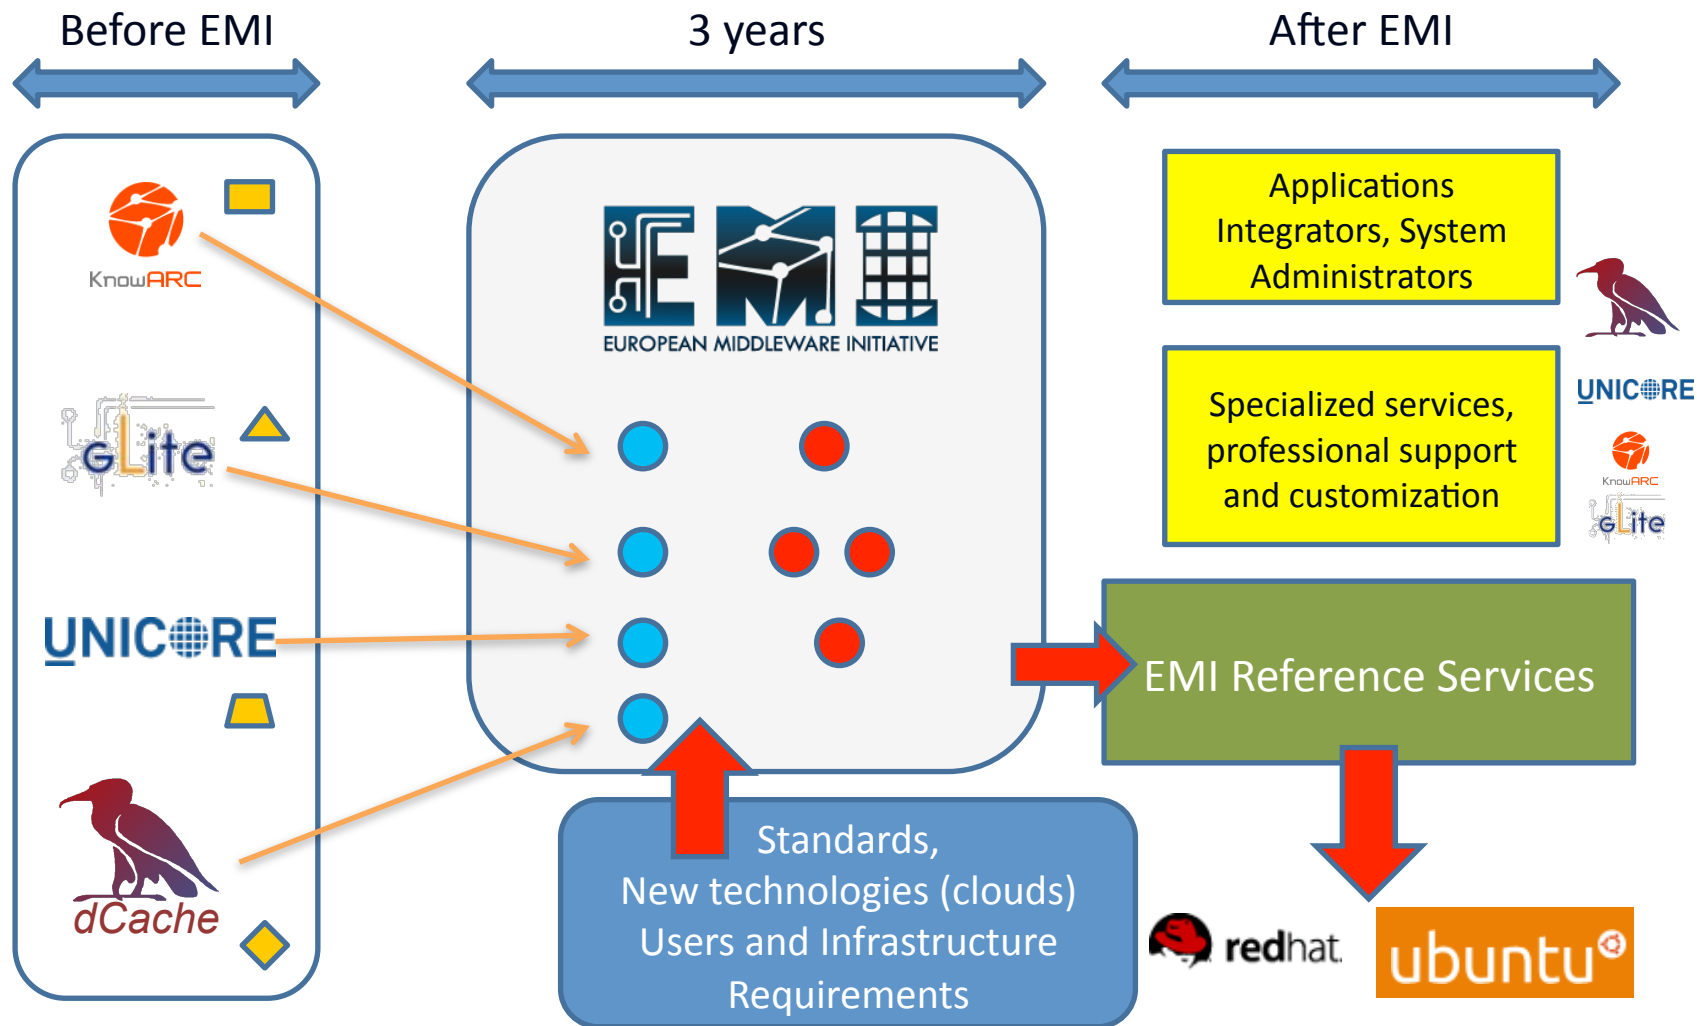 Before EMI
3 years
After EMI
KnowARC
gLite
UNICORE
dCache
EMI
EUROPEAN MIDDLEWARE INITIATIVE
Standards,
New technologies (clouds)
Users and Infrastructure
Requirements
Applications
Integrators, System
Administrators
Specialized services,
professional support
and customization
UNICORE
KnowARC
gLite
EMI Reference Services
redhat.
ubuntu